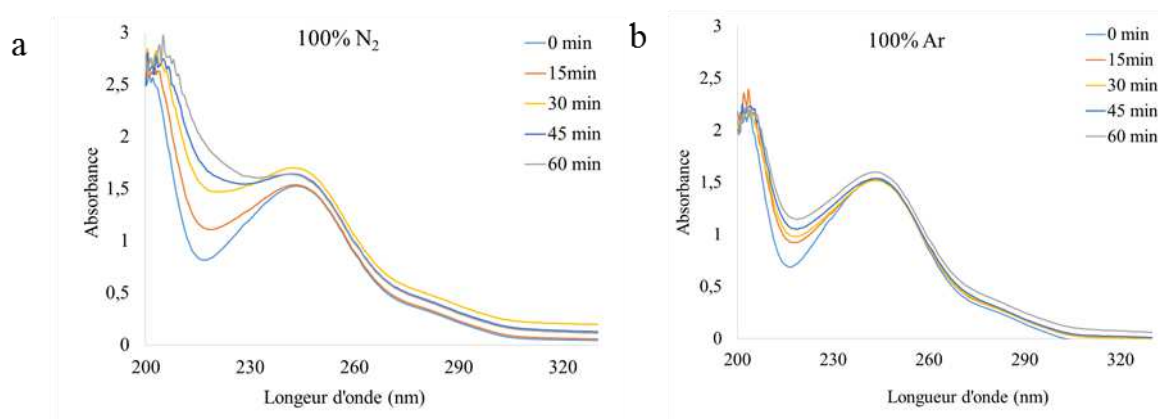 a
100% N2
0 min
15min
30 min
45 min
60 min
3
2,5
2
1,5
1
0,5
0
Absorbance
200
230
260
290
320
Longeur d'onde (nm)
b
100% Ar
0 min
15 min
30 min
45 min
60 min
3
2,5
2
1,5
1
0,5
0
Absorbance
200
230
260
290
320
Longueur d'onde (nm)